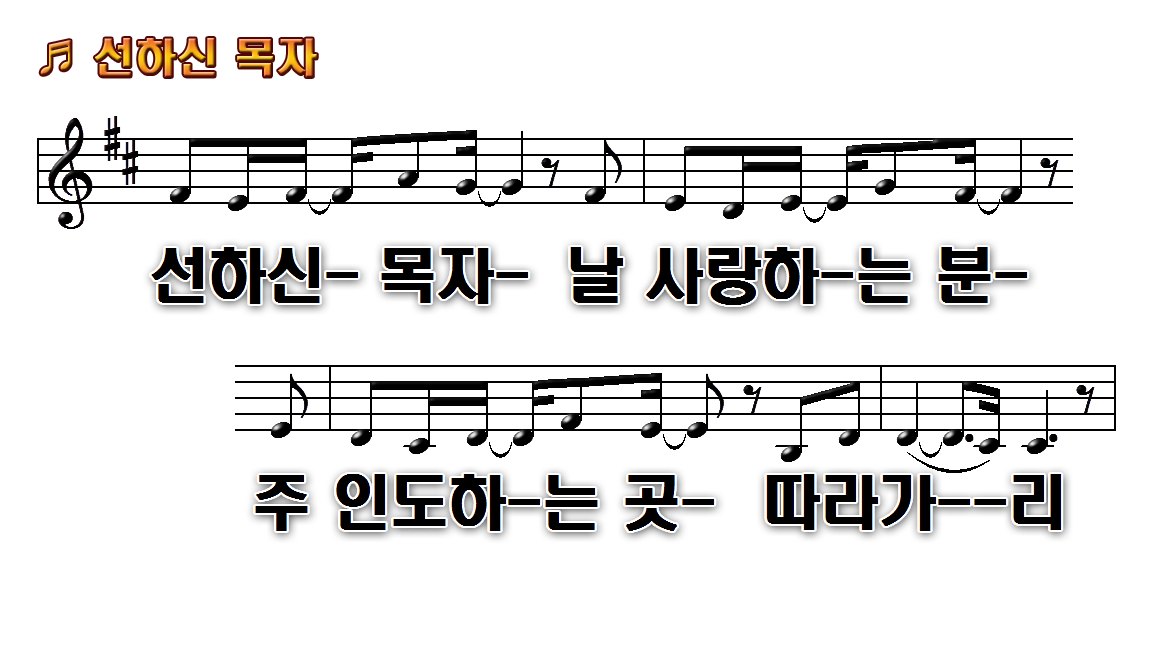 ♬ 선하신 목자
선하신- 목자- 날 사랑하-는 분-
주 인도하-는 곳- 따라가--리